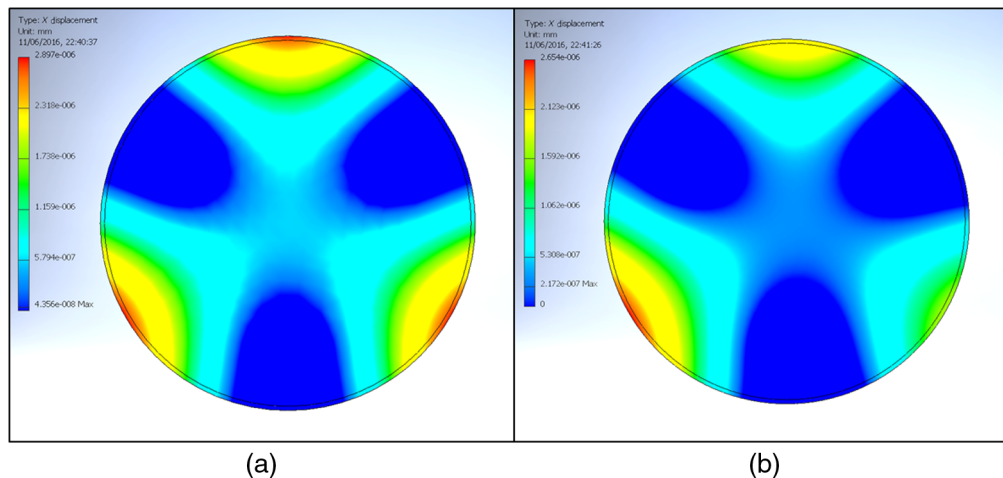 Type: X displacement
Unit: mm
11/06/2016, 22:40:37
2.897e-006
2.318e-006
1.738e-006
1.159e-006
5.794e-007
4.356e-008 Max
Type: X displacement
Unit: mm
11/06/2016, 22:41:26
2.654e-006
2.123e-006
1.592e-006
1.062e-006
5.308e-007
2.172e-007 Max
0
(a)
(b)